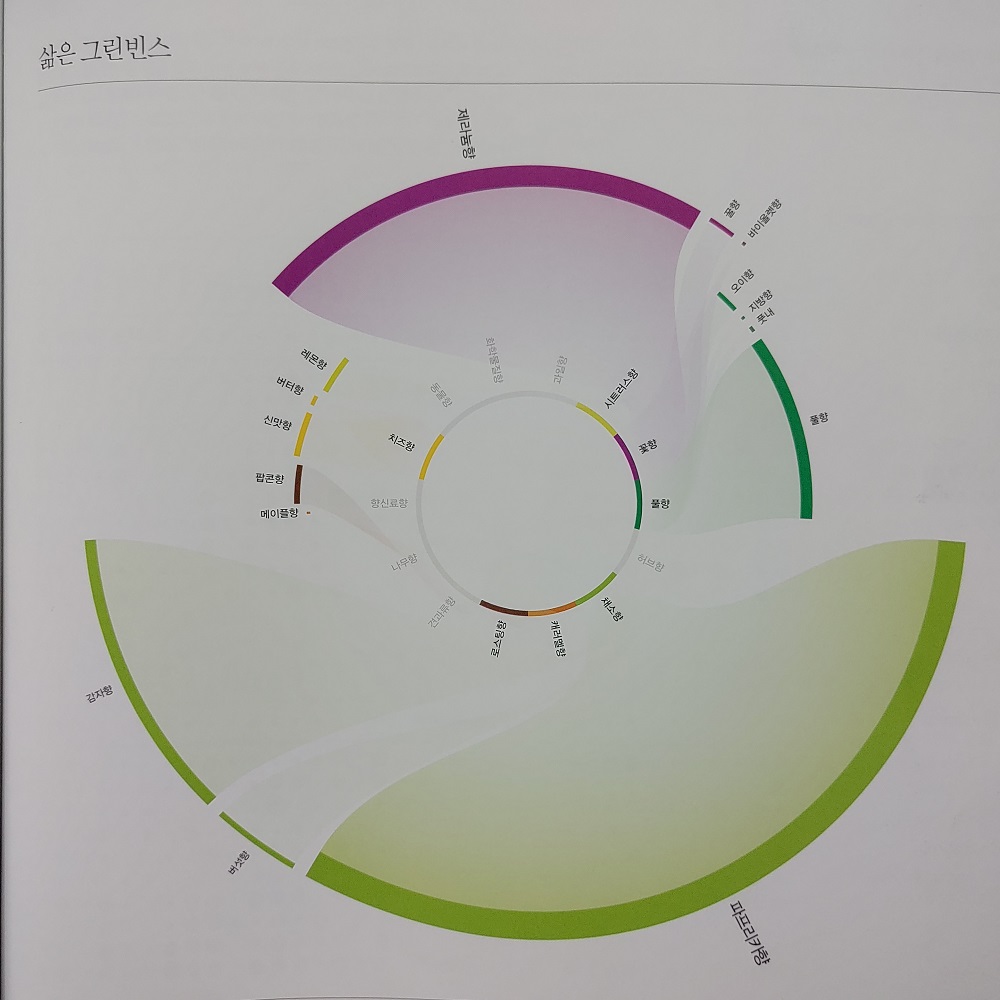 삶은 그린빈스
제라늄향
꿀향
바이올렛향
오이향
지방향
풋내
풀향
레몬향
버터향
신맛향
팝콘향
메이플향
화학물질향
과일향
시트러스향
꽃향
풀향
허브향
채소향
캐러멜향
로스팅향
견과류향
나무향
향신료향
치즈향
동물향
감자향
버섯향
파프리카향